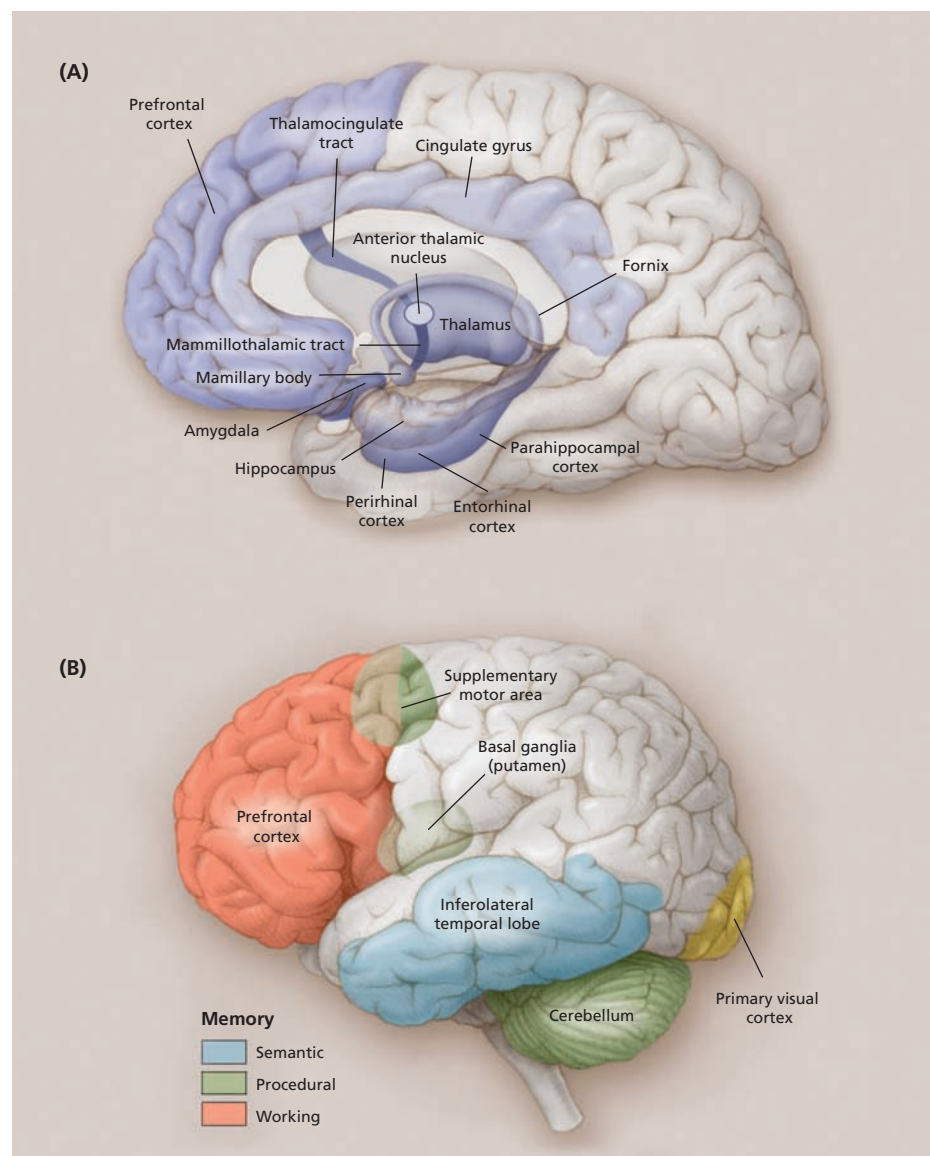 (A)
Prefrontal
cortex
Thalamocingulate
tract
Cingulate gyrus
Anterior thalamic
nucleus
Fornix
Thalamus
Mammillothalamic tract
Mamillary body
Amygdala
Hippocampus
Parahippocampal
cortex
Perirhinal
cortex
Entorhinal
cortex
(B)
Supplementary
motor area
Basal ganglia
(putamen)
Prefrontal
cortex
Inferolateral
temporal lobe
Primary visual
cortex
Cerebellum
Memory
Semantic
Procedural
Working